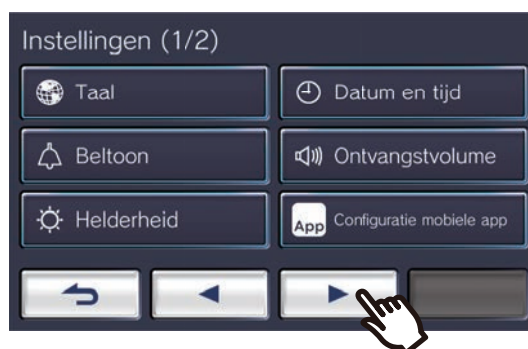 Instellingen (1/2)
Taal
Datum en tijd
Beltoon
Ontvangstvolume
Helderheid
App Configuratie mobiele app